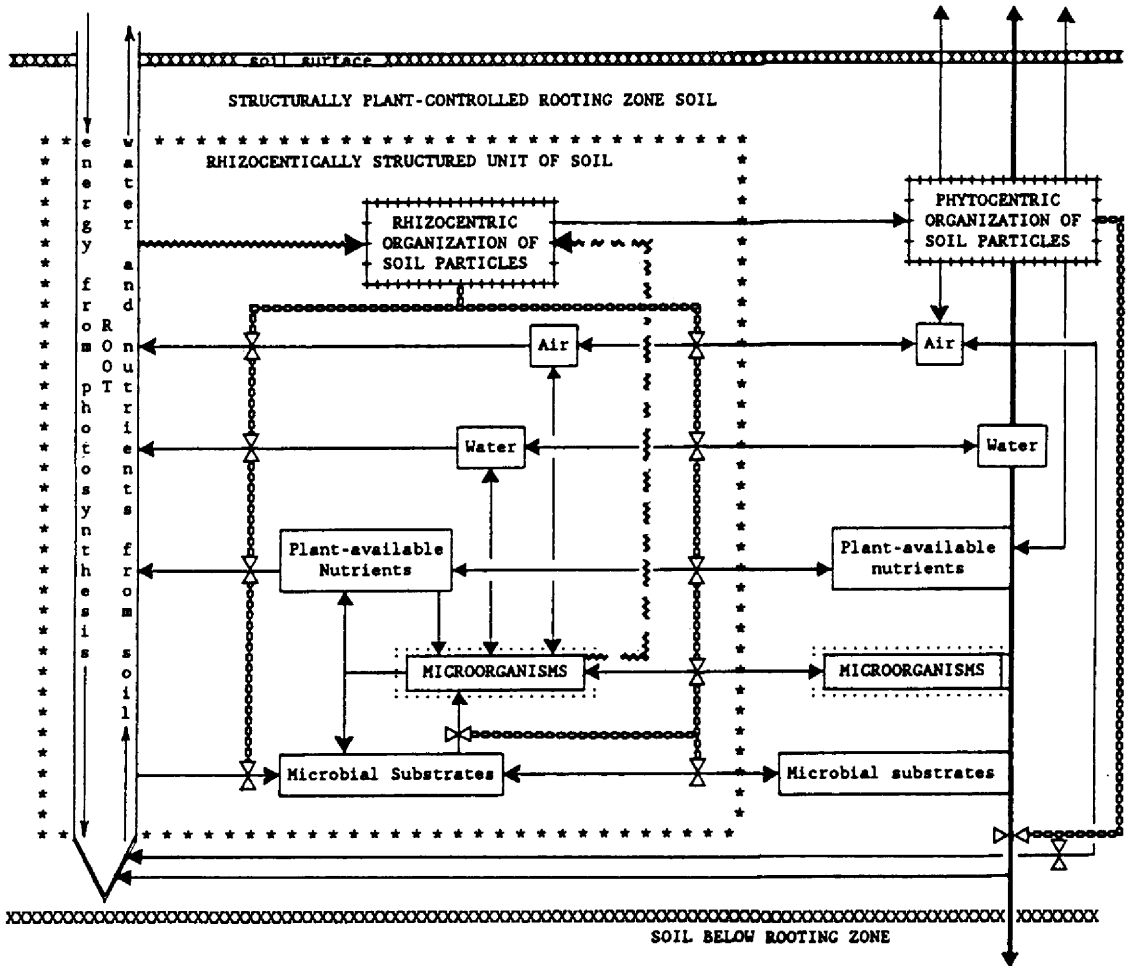 soil surface
STRUCTURALLY PLANT-CONTROLLED ROOTING ZONE SOIL
RHIZOCENTICALLY STRUCTURED UNIT OF SOIL
energy from photosynthesis
ROOT
water and nutrients from soil
RHIZOCENTRIC
ORGANIZATION OF
SOIL PARTICLES
PHYTOCENTRIC
ORGANIZATION OF
SOIL PARTICLES
Air
Air
Water
Water
Plant-available
Nutrients
Plant-available
nutrients
MICROORGANISMS
MICROORGANISMS
Microbial Substrates
Microbial substrates
SOIL BELOW ROOTING ZONE